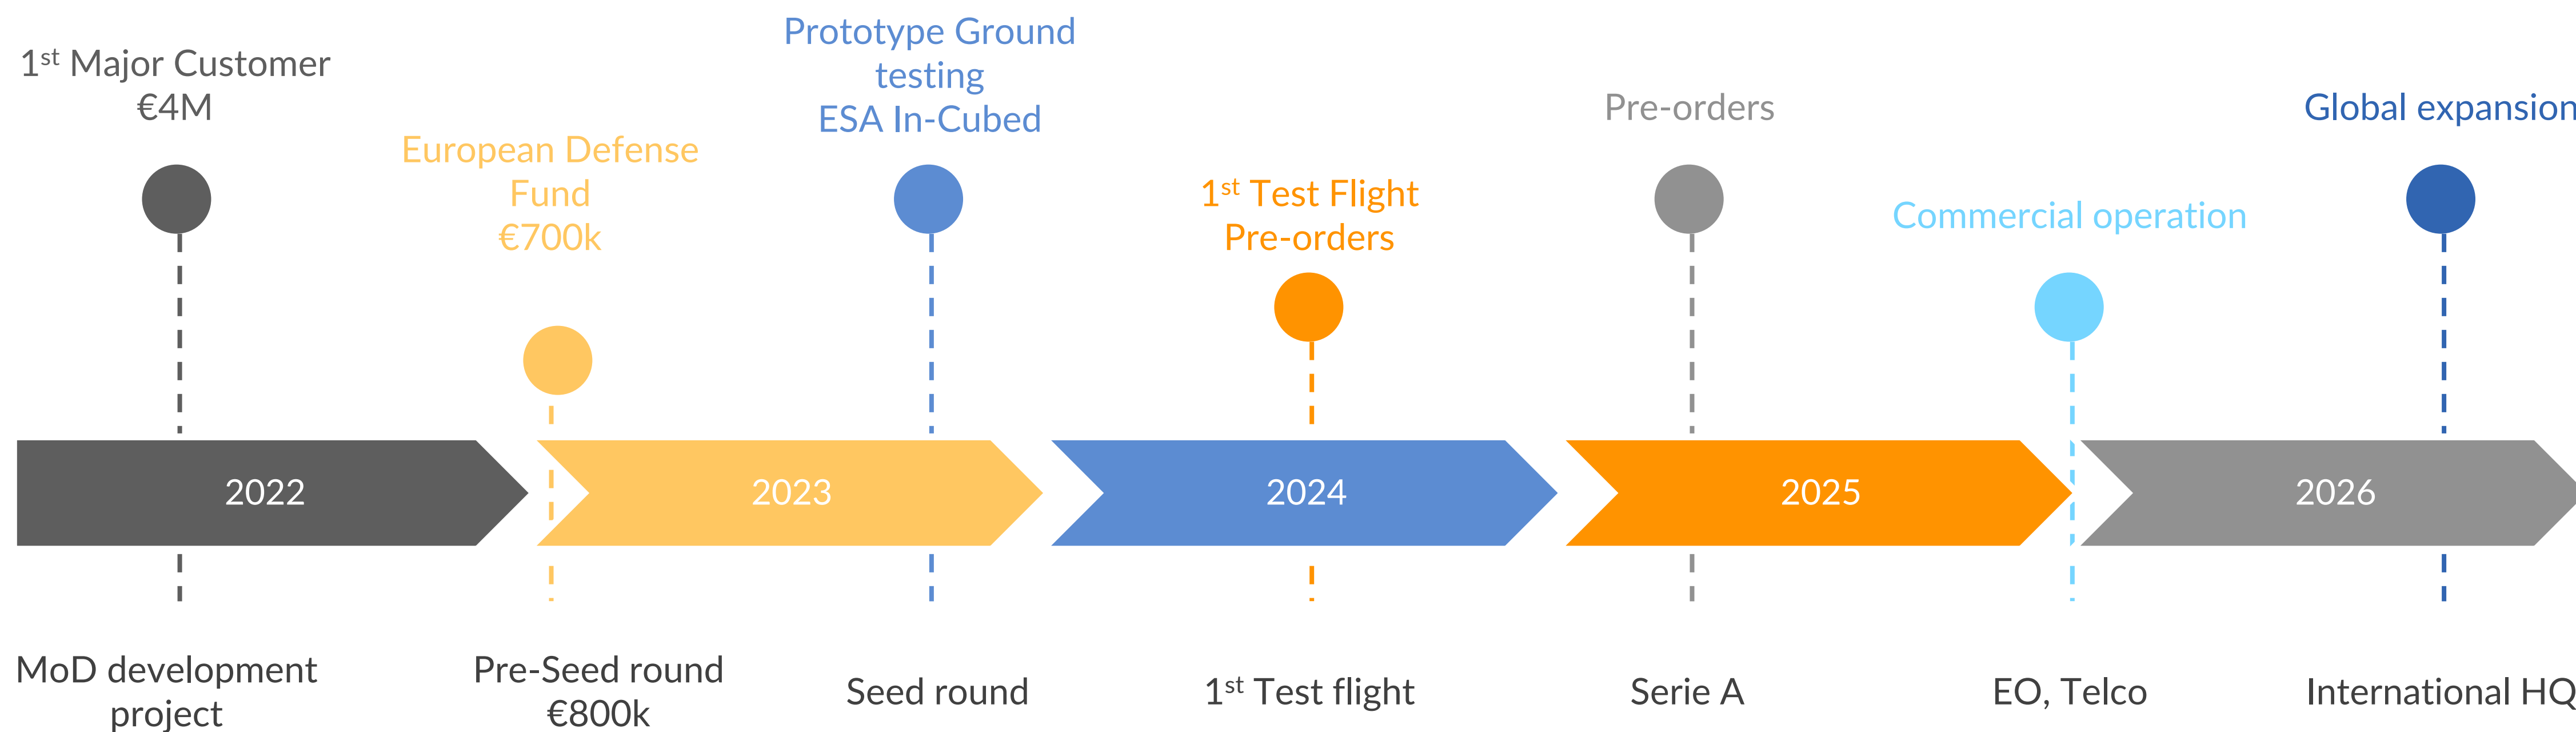 1st Major Customer
€4M
European Defense
Fund
€700k
Prototype Ground
testing
ESA In-Cubed
1st Test Flight
Pre-orders
Pre-orders
Commercial operation
Global expansion
2022
2023
2024
2025
2026
MoD development
project
Pre-Seed round
€800k
Seed round
1st Test flight
Serie A
EO, Telco
International HQ